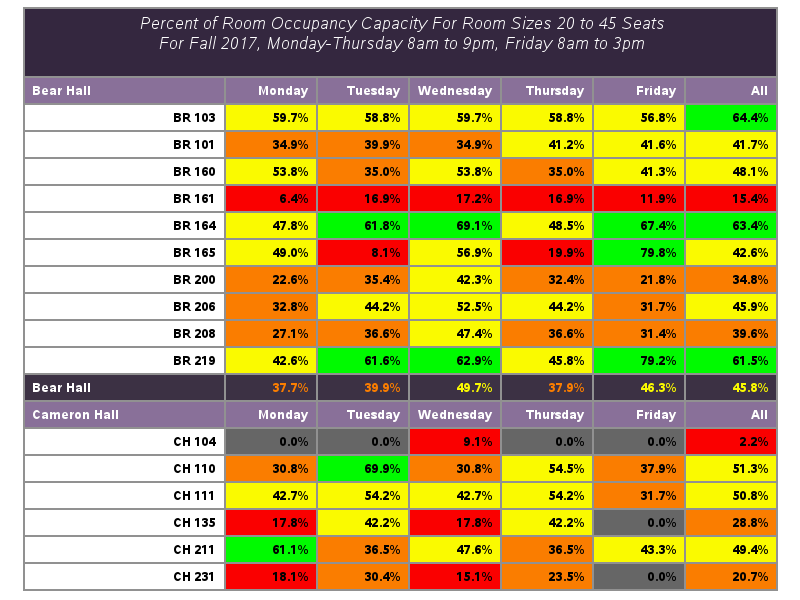 Percent of Room Occupancy Capacity For Room Sizes 20 to 45 Seats
For Fall 2017, Monday-Thursday 8am to 9pm, Friday 8am to 3pm
Bear Hall Monday Tuesday Wednesday Thursday Friday All
BR 103 59.7% 58.8% 59.7% 58.8% 56.8% 64.4%
BR 101 34.9% 39.9% 34.9% 41.2% 41.6% 41.7%
BR 160 53.8% 35.0% 53.8% 35.0% 41.3% 48.1%
BR 161 6.4% 16.9% 17.2% 16.9% 11.9% 15.4%
BR 164 47.8% 61.8% 69.1% 48.5% 67.4% 63.4%
BR 165 49.0% 8.1% 56.9% 19.9% 79.8% 42.6%
BR 200 22.6% 35.4% 42.3% 32.4% 21.8% 34.8%
BR 206 32.8% 44.2% 52.5% 44.2% 31.7% 45.9%
BR 208 27.1% 36.6% 47.4% 36.6% 31.4% 39.6%
BR 219 42.6% 61.6% 62.9% 45.8% 79.2% 61.5%
Bear Hall 37.7% 39.9% 49.7% 37.9% 46.3% 45.8%
Cameron Hall Monday Tuesday Wednesday Thursday Friday All
CH 104 0.0% 0.0% 9.1% 0.0% 0.0% 2.2%
CH 110 30.8% 69.9% 30.8% 54.5% 37.9% 51.3%
CH 111 42.7% 54.2% 42.7% 54.2% 31.7% 50.8%
CH 135 17.8% 42.2% 17.8% 42.2% 0.0% 28.8%
CH 211 61.1% 36.5% 47.6% 36.5% 43.3% 49.4%
CH 231 18.1% 30.4% 15.1% 23.5% 0.0% 20.7%